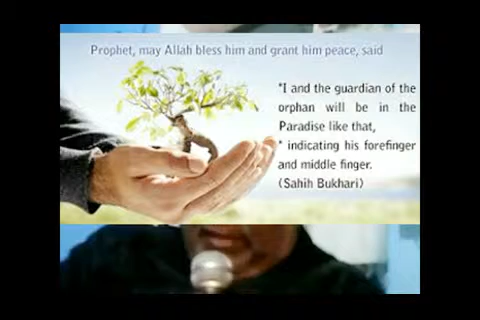 Prophet, may Allah bless him and grant him peace, said
"I and the guardian of the
orphan will be in the
Paradise like that,
" indicating his forefinger
and middle finger.
(Sahih Bukhari)